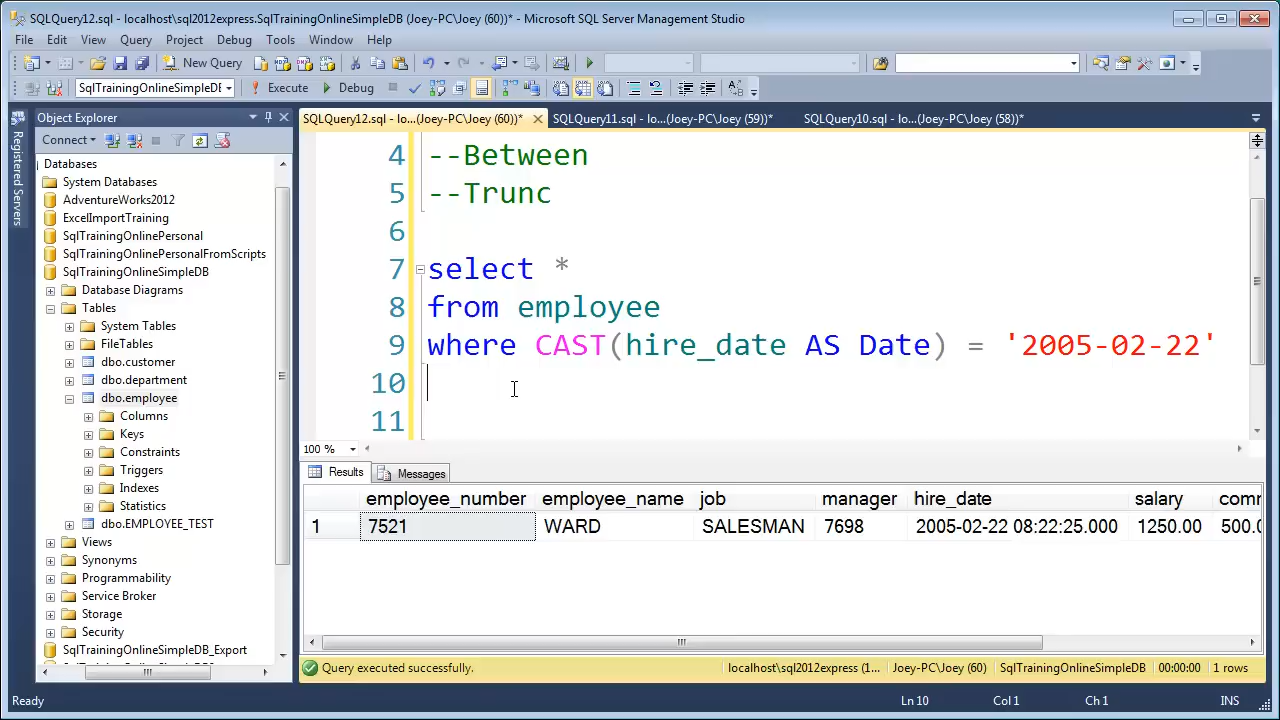 SQLQuery12.sql - localhost\sql2012express.SqlTrainingOnlineSimpleDB (Joey-PC\Joey (60))* - Microsoft SQL Server Management Studio
File Edit View Query Project Debug Tools Window Help
New Query
SqlTrainingOnlineSimpleDB Execute Debug
Registered Servers
Object Explorer
Connect
Databases
System Databases
AdventureWorks2012
ExcelImportTraining
SqlTrainingOnlinePersonal
SqlTrainingOnlinePersonalFromScripts
SqlTrainingOnlineSimpleDB
Database Diagrams
Tables
System Tables
FileTables
dbo.customer
dbo.department
dbo.employee
Columns
Keys
Constraints
Triggers
Indexes
Statistics
dbo.EMPLOYEE_TEST
Views
Synonyms
Programmability
Service Broker
Storage
Security
SqlTrainingOnlineSimpleDB_Export
SQLQuery12.sql - lo...(Joey-PC\Joey (60))* SQLQuery11.sql - lo...(Joey-PC\Joey (59))* SQLQuery10.sql - lo...(Joey-PC\Joey (58))*
4 --Between
5 --Trunc
6
7 select *
8 from employee
9 where CAST(hire_date AS Date) = '2005-02-22'
10
11
100 %
Results Messages
employee_number employee_name job manager hire_date salary comm
1 7521 WARD SALESMAN 7698 2005-02-22 08:22:25.000 1250.00 500.0
Query executed successfully. localhost\sql2012express (1... Joey-PC\Joey (60) SqlTrainingOnlineSimpleDB 00:00:00 1 rows
Ready Ln 10 Col 1 Ch 1 INS